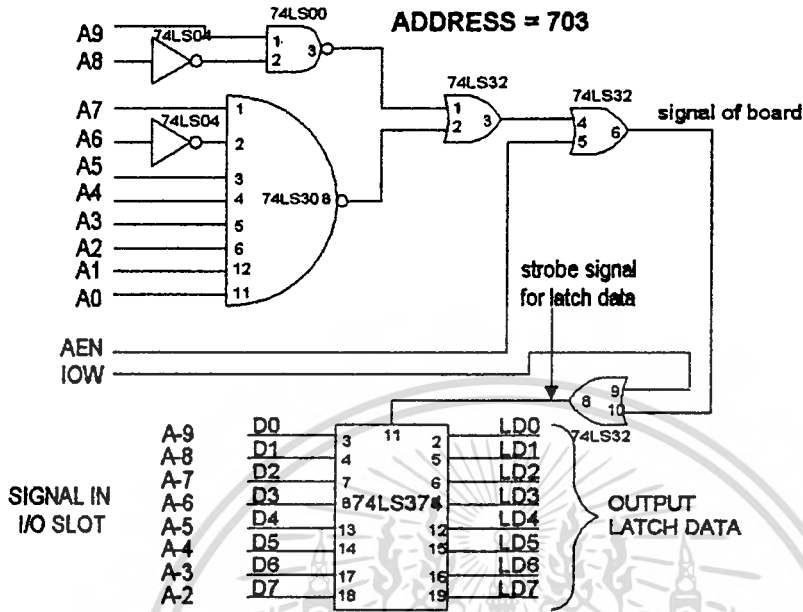 74LS00
ADDRESS = 703
A9
74LS04
1
3
A8
2
74LS32
74LS32
A7
1
1
signal of board
74LS04
2
3
4
6
A6
2
5
A5
3
74LS30 8
A4
4
A3
5
A2
6
A1
12
strobe signal
for latch data
A0
11
AEN
IOW
9
8
10
74LS32
11
A-9 D0 3 2 LD0
A-8 D1 4 5 LD1
A-7 D2 7 6 LD2
SIGNAL IN
I/O SLOT
A-6 D3 8 74LS374 LD3
OUTPUT
LATCH DATA
A-5 D4 13 12 LD4
A-4 D5 14 15 LD5
A-3 D6 17 16 LD6
A-2 D7 18 19 LD7